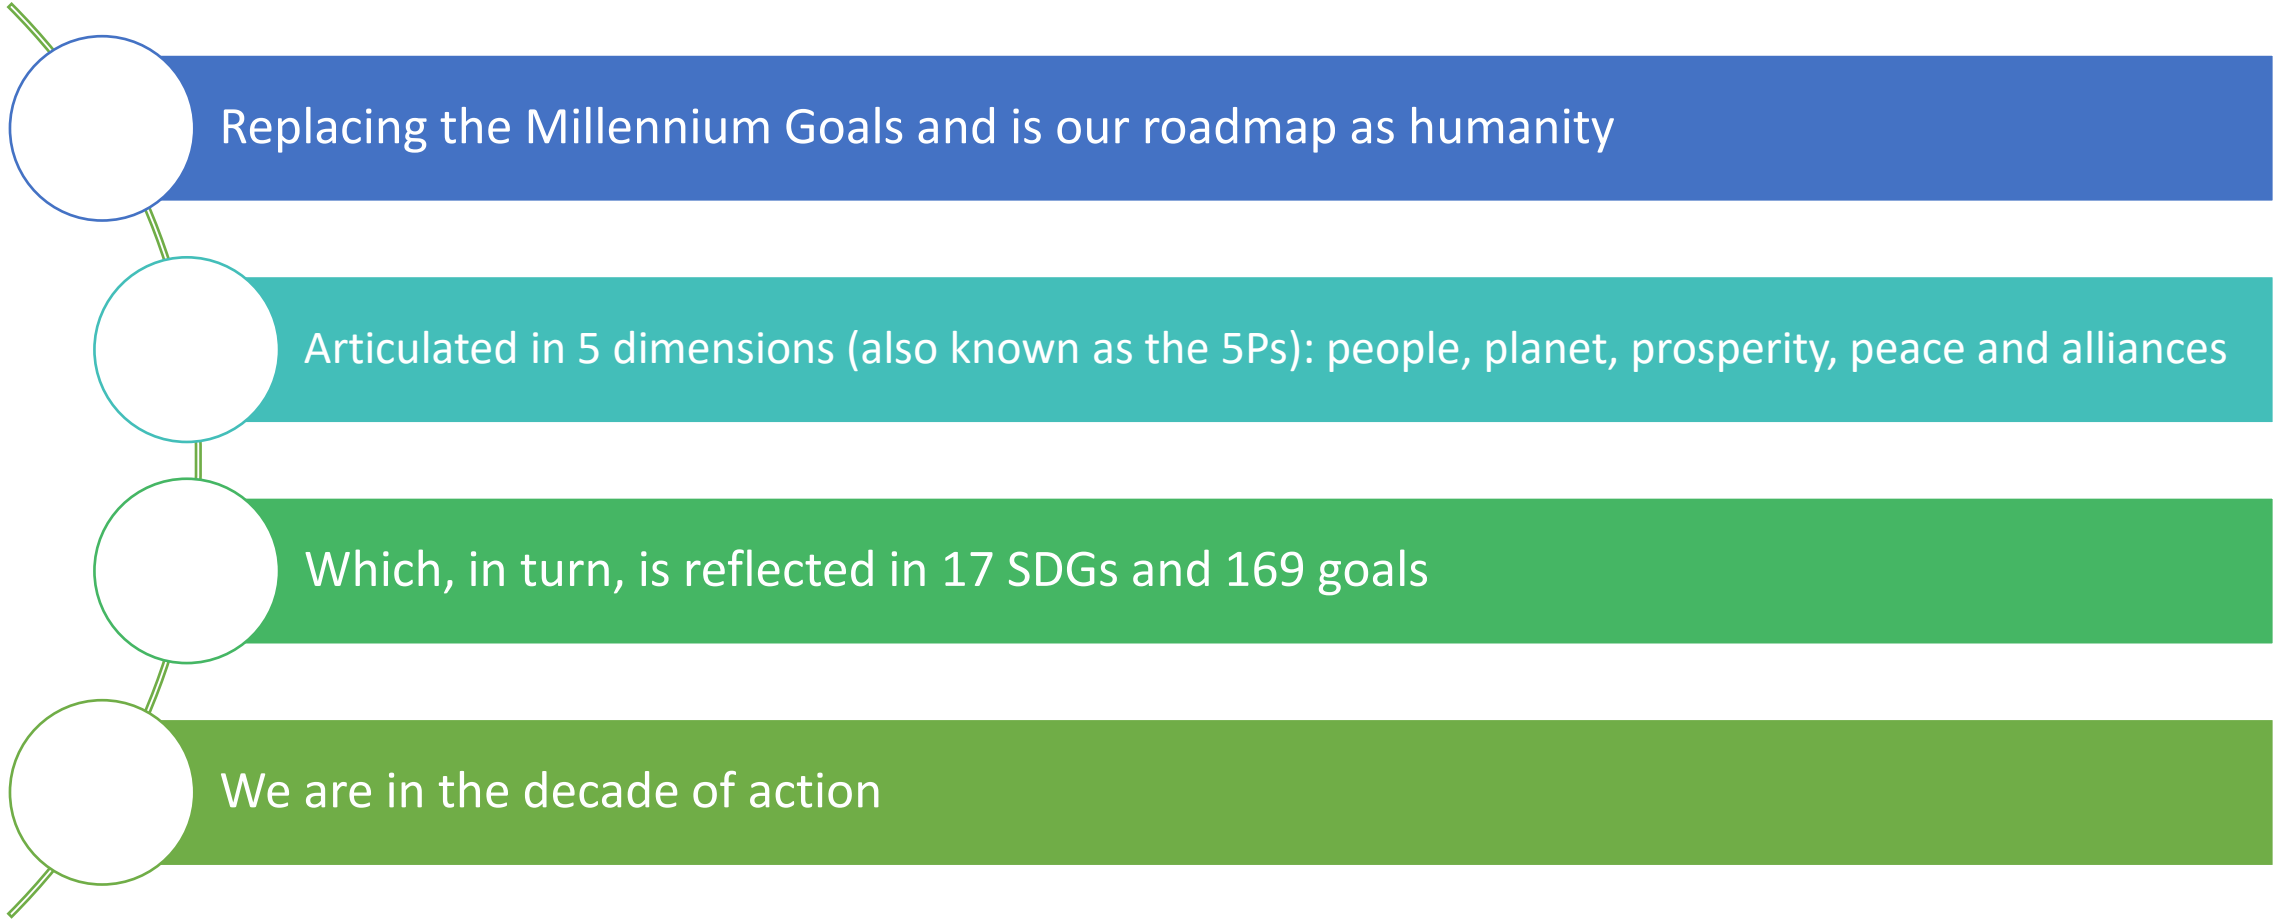 Replacing the Millennium Goals and is our roadmap as humanity
Articulated in 5 dimensions (also known as the 5Ps): people, planet, prosperity, peace and alliances
Which, in turn, is reflected in 17 SDGs and 169 goals
We are in the decade of action